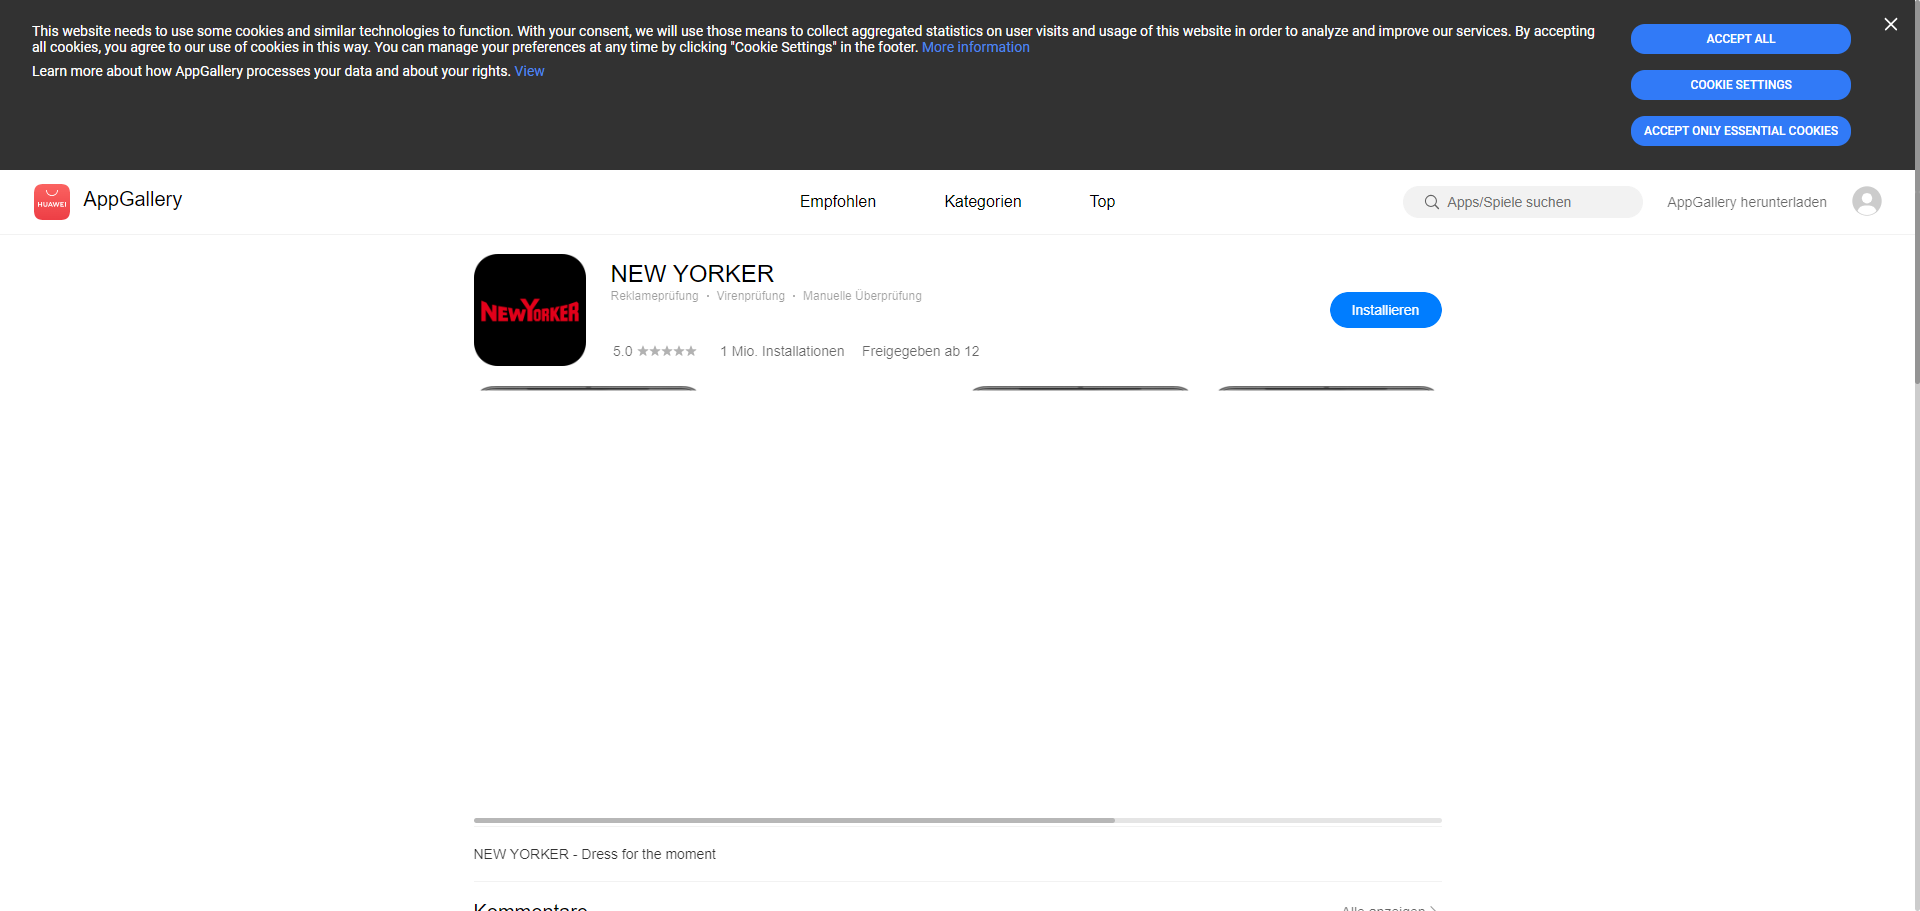 This website needs to use some cookies and similar technologies to function. With your consent, we will use those means to collect aggregated statistics on user visits and usage of this website in order to analyze and improve our services. By accepting
all cookies, you agree to our use of cookies in this way. You can manage your preferences at any time by clicking "Cookie Settings" in the footer. More information
Learn more about how AppGallery processes your data and about your rights. View
ACCEPT ALL
COOKIE SETTINGS
ACCEPT ONLY ESSENTIAL COOKIES
HUAWEI
AppGallery
Empfohlen
Kategorien
Top
Apps/Spiele suchen
AppGallery herunterladen
NEW YORKER
NEW YORKER
Reklameprüfung · Virenprüfung · Manuelle Überprüfung
Installieren
5.0
1 Mio. Installationen
Freigegeben ab 12
NEW YORKER - Dress for the moment
Kommentare
Alle anzeigen